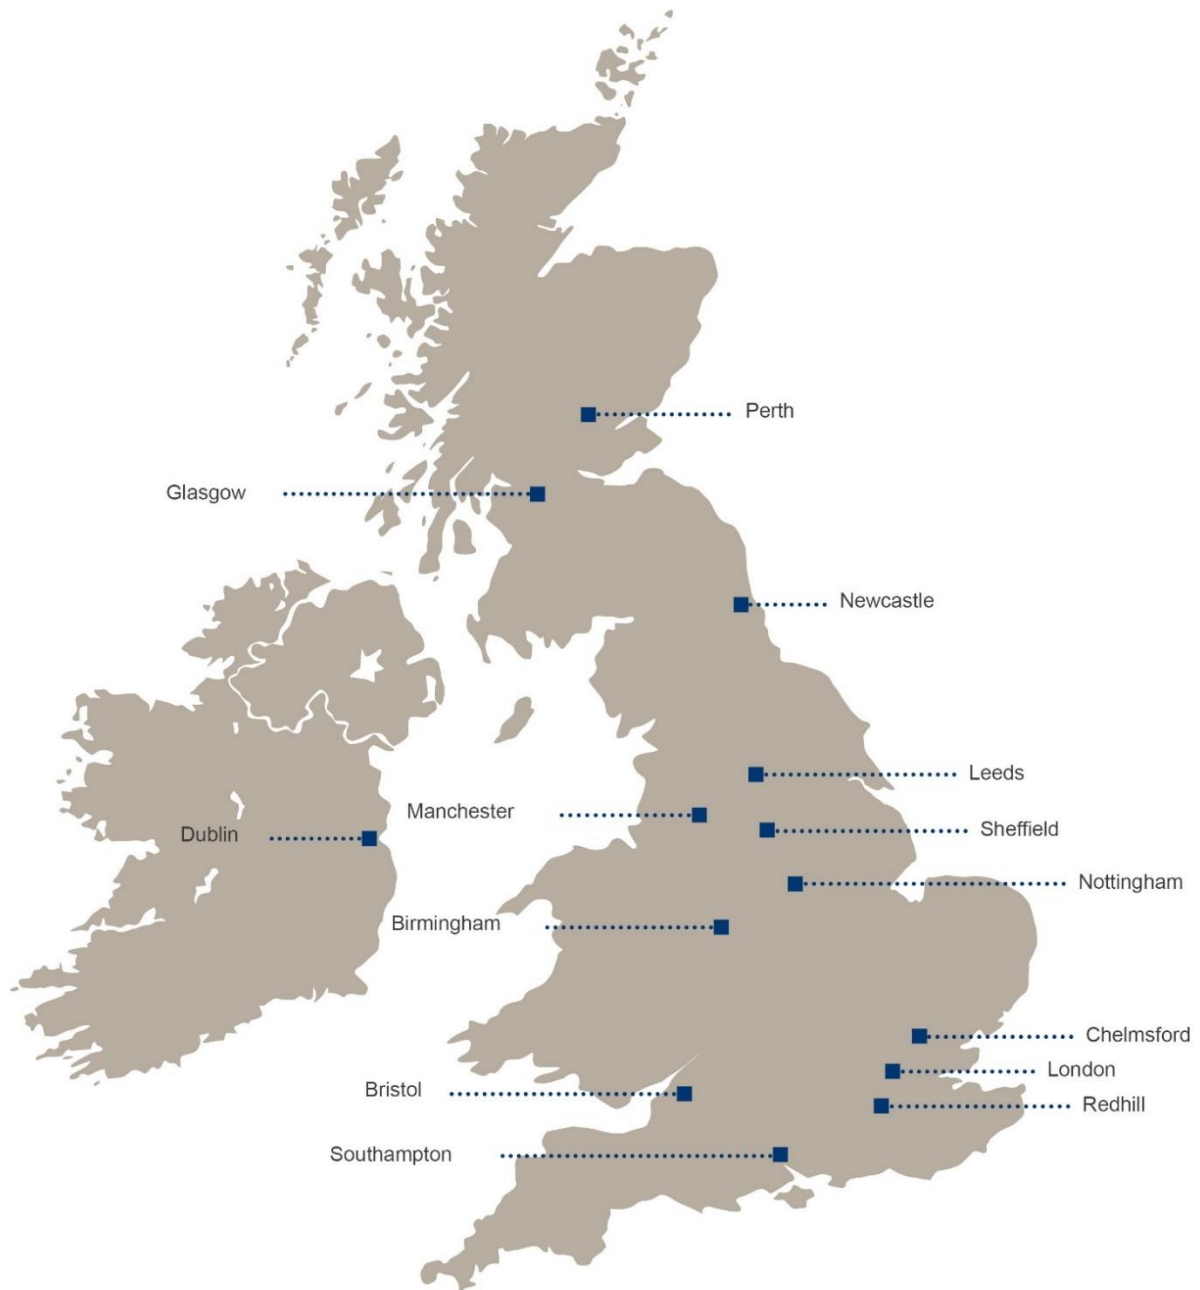 Perth
Glasgow
Newcastle
Leeds
Manchester
Sheffield
Dublin
Nottingham
Birmingham
Chelmsford
London
Bristol
Redhill
Southampton